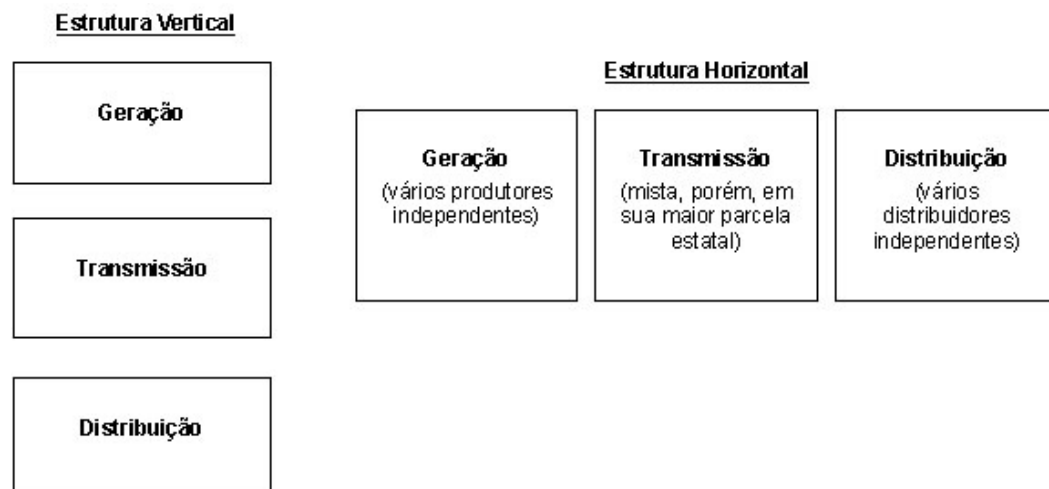 Estrutura Vertical
Geração
Transmissão
Distribuição
Estrutura Horizontal
Geração
(vários produtores
independentes)
Transmissão
(mista, porém, em
sua maior parcela
estatal)
Distribuição
(vários
distribuidores
independentes)